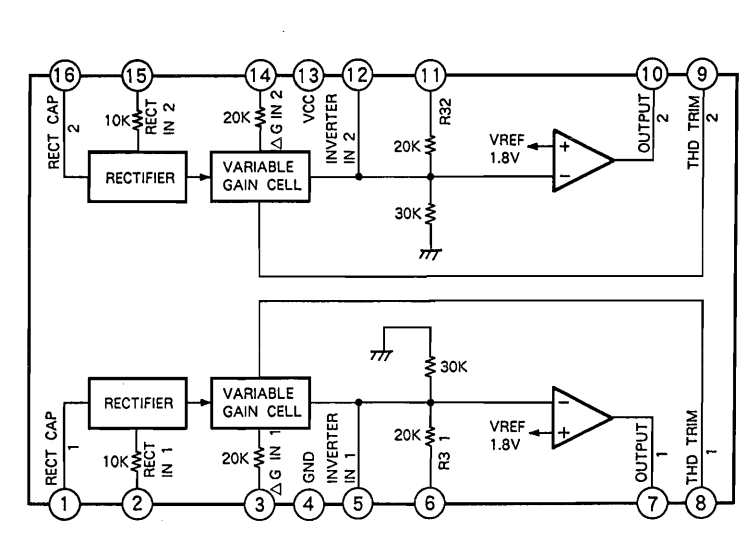 16 15 14 13 12 11 10 9
RECT CAP 2
10K
RECT IN 2
20K
△G IN 2
VCC
INVERTER IN 2
R32
20K
VREF 1.8V
+
−
OUTPUT 2
THD TRIM 2
RECTIFIER
VARIABLE
GAIN CELL
30K
30K
RECTIFIER
VARIABLE
GAIN CELL
−
+
RECT CAP 1
10K
RECT IN 1
20K
△G IN 1
GND
INVERTER IN 1
20K
R3 1
VREF
1.8V
OUTPUT 1
THD TRIM 1
1 2 3 4 5 6 7 8